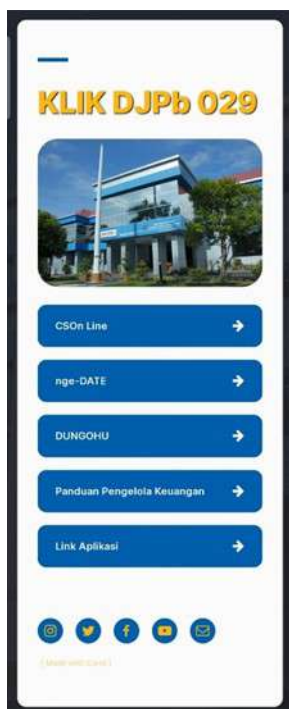 KLIK DJPb 029
CSOn Line
nge-DATE
DUNGOHU
Panduan Pengelola Keuangan
Link Aplikasi